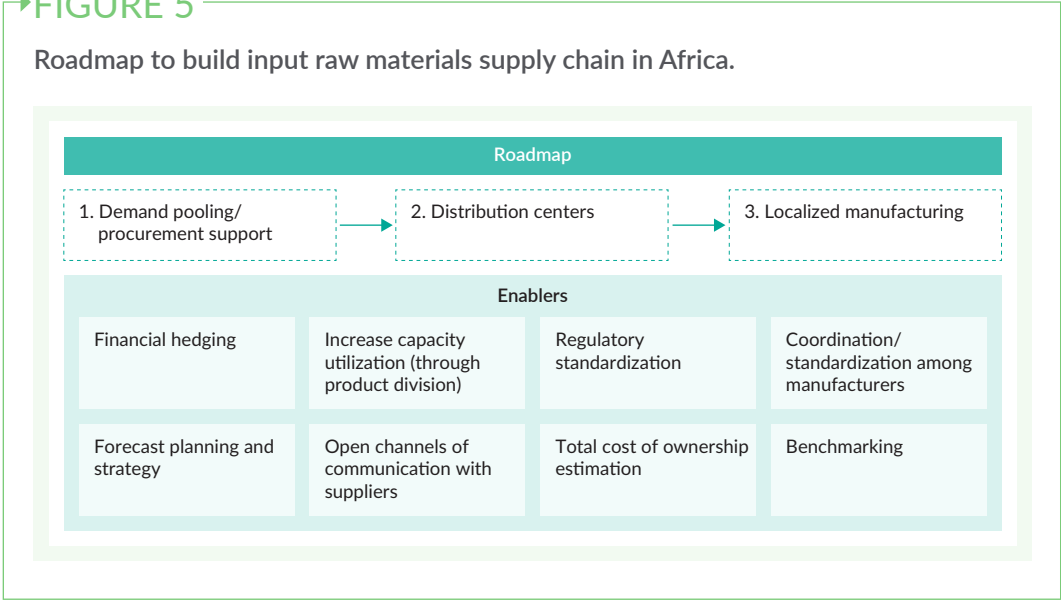 FIGURE 5
Roadmap to build input raw materials supply chain in Africa.
Roadmap
1. Demand pooling/
procurement support
2. Distribution centers
3. Localized manufacturing
Enablers
Financial hedging
Increase capacity
utilization (through
product division)
Regulatory
standardization
Coordination/
standardization among
manufacturers
Forecast planning and
strategy
Open channels of
communication with
suppliers
Total cost of ownership
estimation
Benchmarking